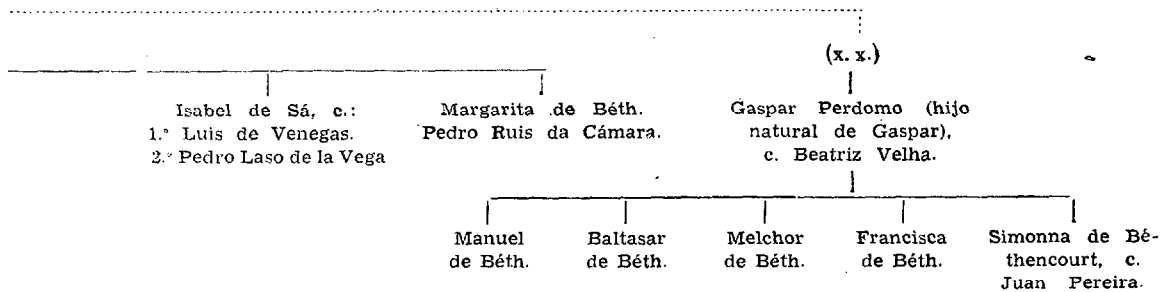 (x. x.)
Isabel de Sá, c.:
1.º Luis de Venegas.
2.º Pedro Laso de la Vega
Margarita de Béth.
Pedro Ruis da Cámara.
Gaspar Perdomo (hijo
natural de Gaspar),
c. Beatriz Velha.
Manuel
de Béth.
Baltasar
de Béth.
Melchor
de Béth.
Francisca
de Béth.
Simonna de Bé-
thencourt, c.
Juan Pereira.